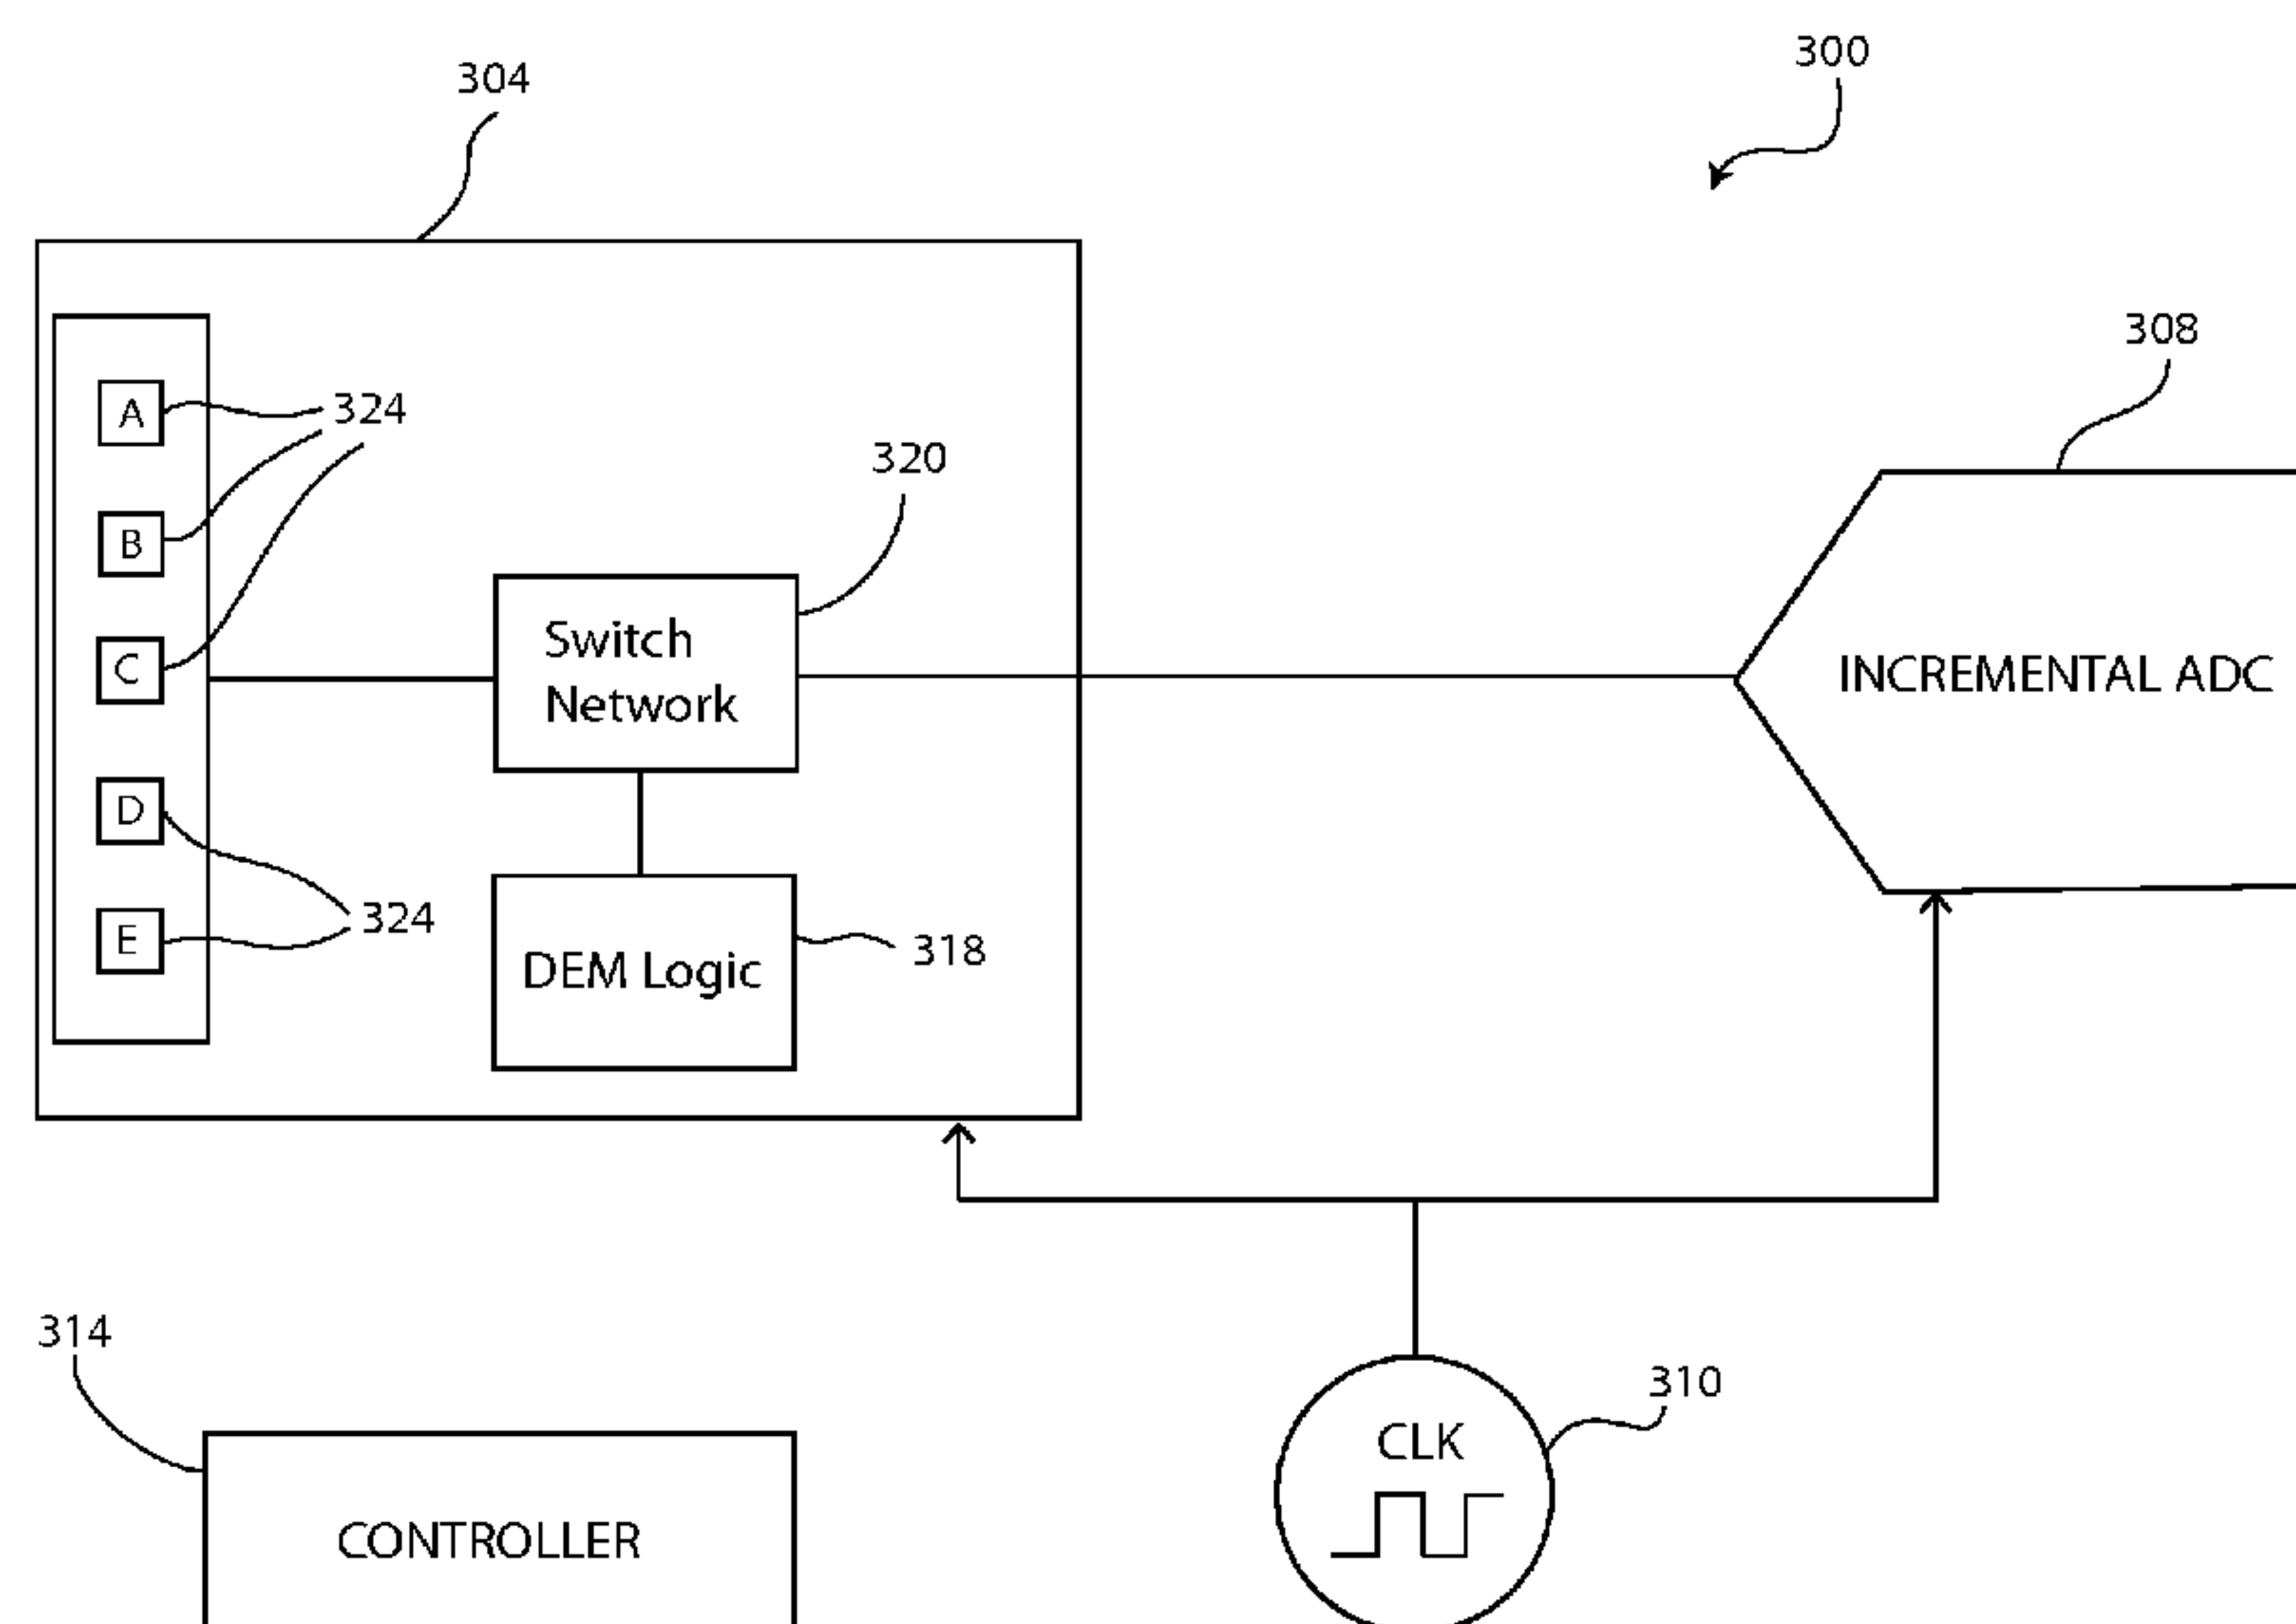 300
304
308
A
324
B
320
Switch
Network
C
INCREMENTAL ADC
D
324
E
318
DEM Logic
314
310
CLK
CONTROLLER